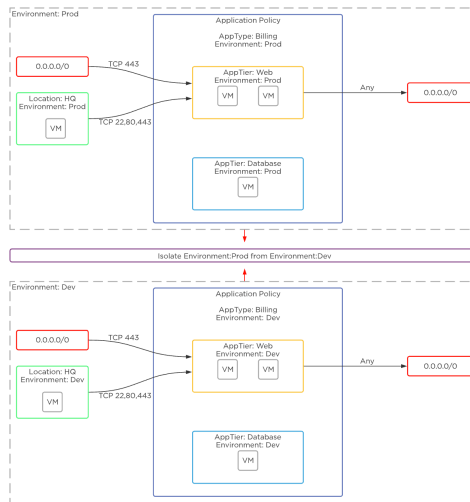 Environment: Prod
Application Policy
AppType: Billing
Environment: Prod
0.0.0.0/0
TCP 443
AppTier: Web
Environment: Prod
VM
VM
Any
0.0.0.0/0
Location: HQ
Environment: Prod
VM
TCP 22,80,443
AppTier: Database
Environment: Prod
VM
Isolate Environment:Prod from Environment:Dev
Environment: Dev
Application Policy
AppType: Billing
Environment: Dev
0.0.0.0/0
TCP 443
AppTier: Web
Environment: Dev
VM
VM
Any
0.0.0.0/0
Location: HQ
Environment: Dev
VM
TCP 22,80,443
AppTier: Database
Environment: Dev
VM